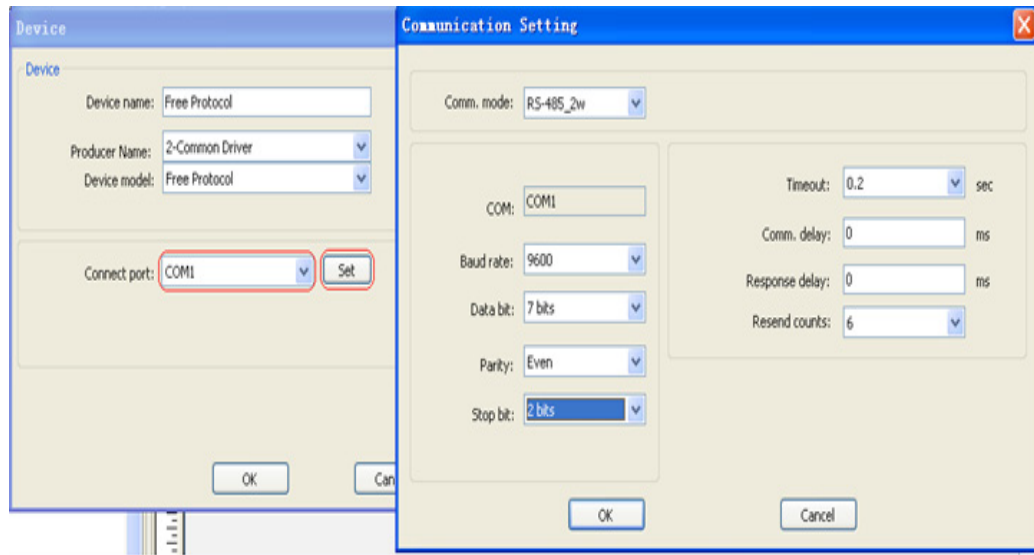 Device
Device
Device name: Free Protocol
Producer Name: 2-Common Driver
Device model: Free Protocol
Connect port: COM1 Set
OK
Communication Setting
Comm. mode: RS-485_2w
COM: COM1
Baud rate: 9600
Data bit: 7 bits
Parity: Even
Stop bit: 2 bits
Timeout: 0.2 sec
Comm. delay: 0 ms
Response delay: 0 ms
Resend counts: 6
OK Cancel